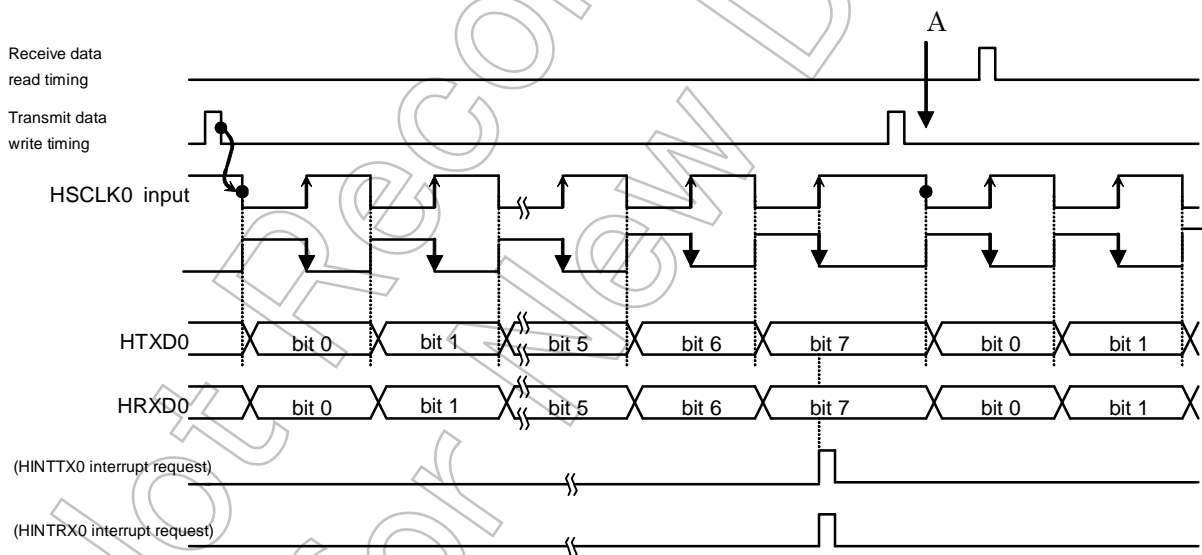 A
Receive data
read timing
Transmit data
write timing
HSCLK0 input
HTXD0 bit 0 bit 1 bit 5 bit 6 bit 7 bit 0 bit 1
HRXD0 bit 0 bit 1 bit 5 bit 6 bit 7 bit 0 bit 1
(HINTTX0 interrupt request)
(HINTRX0 interrupt request)